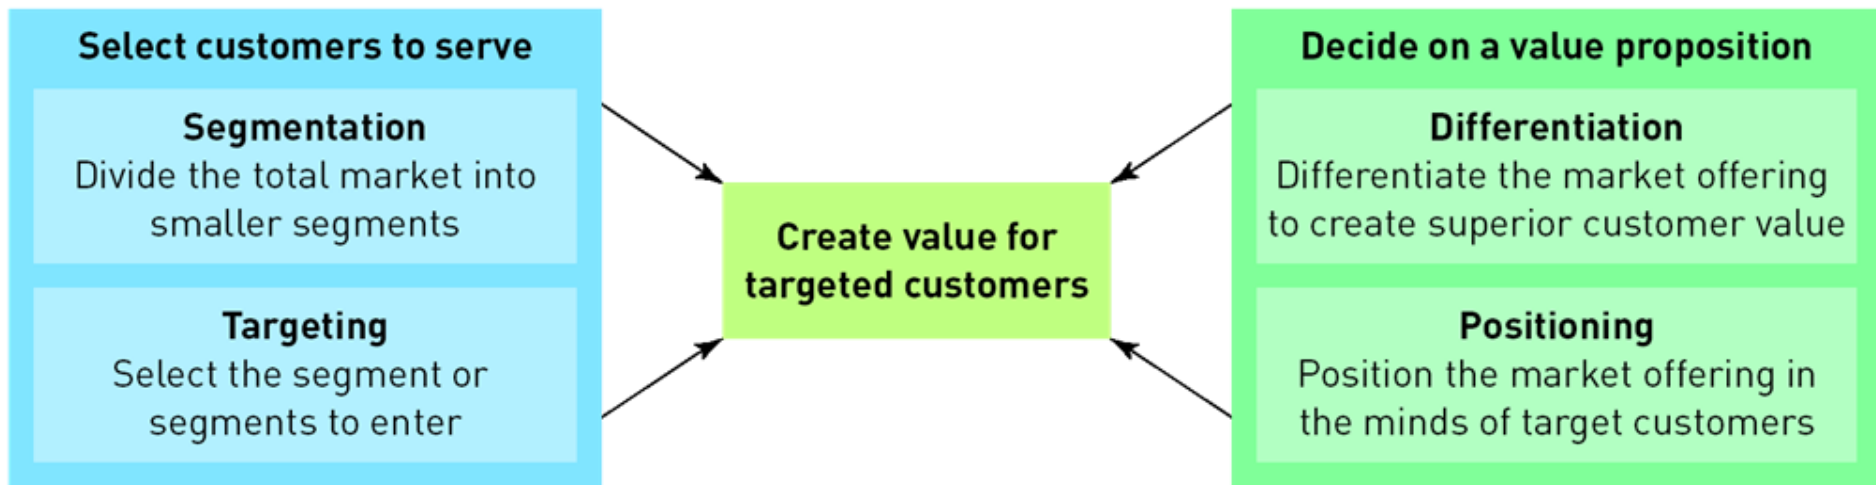 Select customers to serve
Segmentation
Divide the total market into
smaller segments
Targeting
Select the segment or
segments to enter
Create value for
targeted customers
Decide on a value proposition
Differentiation
Differentiate the market offering
to create superior customer value
Positioning
Position the market offering in
the minds of target customers